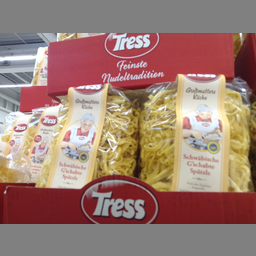 Tress
Feinste
Nudeltradition
Großmutters
Küche
Schwäbische
G'schabte
Spätzle
Großmutters
Küche
Schwäbische
G'schabte
Spätzle
Tress